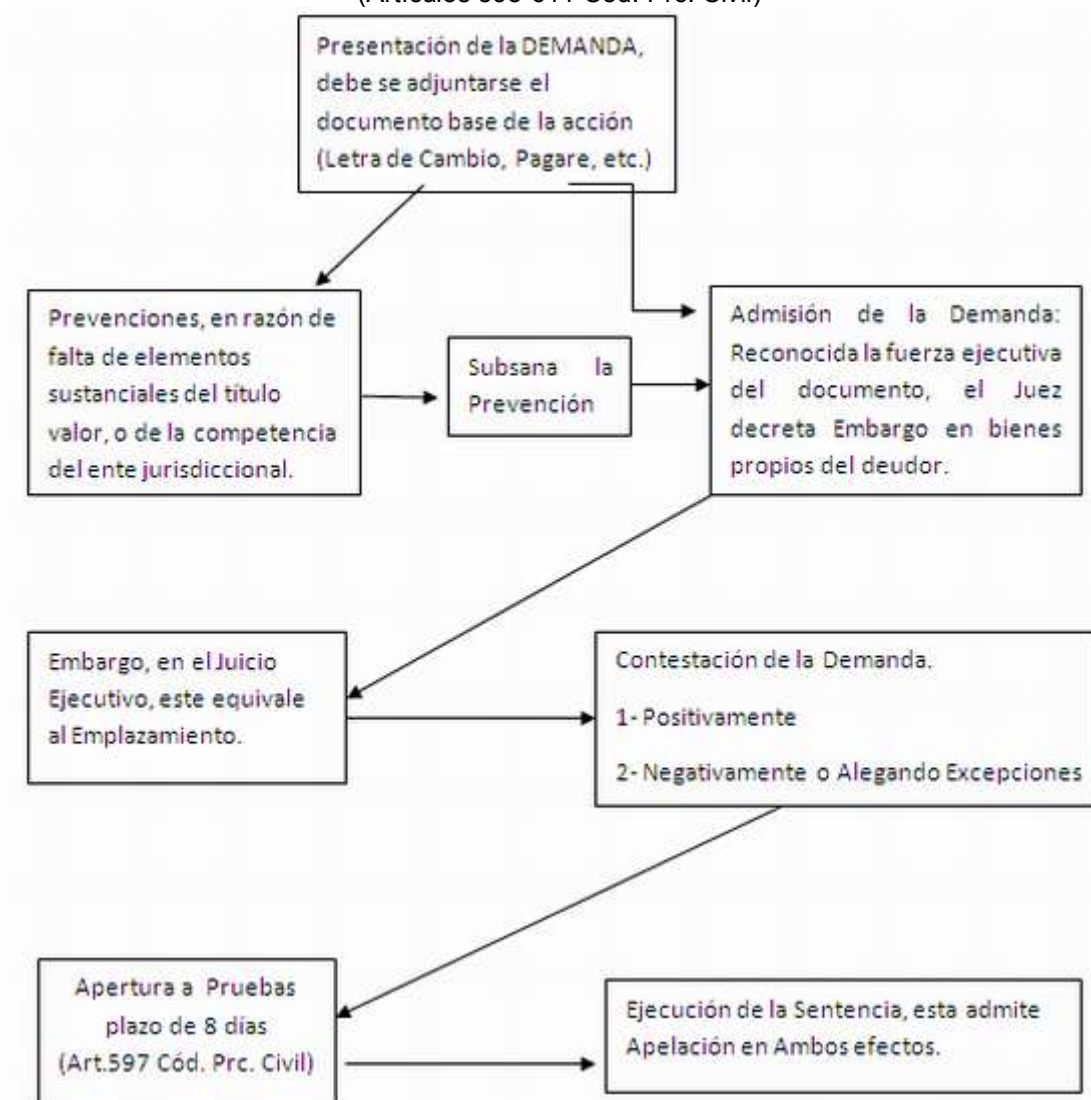 Presentación de la DEMANDA,
debe se adjuntarse el
documento base de la acción
(Letra de Cambio, Pagare, etc.)
Prevenciones, en razón de
falta de elementos
sustanciales del título
valor, o de la competencia
del ente jurisdiccional.
Subsana la
Prevención
Admisión de la Demanda:
Reconocida la fuerza ejecutiva
del documento, el Juez
decreta Embargo en bienes
propios del deudor.
Embargo, en el Juicio
Ejecutivo, este equivale
al Emplazamiento.
Contestación de la Demanda.
1- Positivamente
2- Negativamente o Alegando Excepciones
Apertura a Pruebas
plazo de 8 días
(Art.597 Cód. Prc. Civil)
Ejecución de la Sentencia, esta admite
Apelación en Ambos efectos.